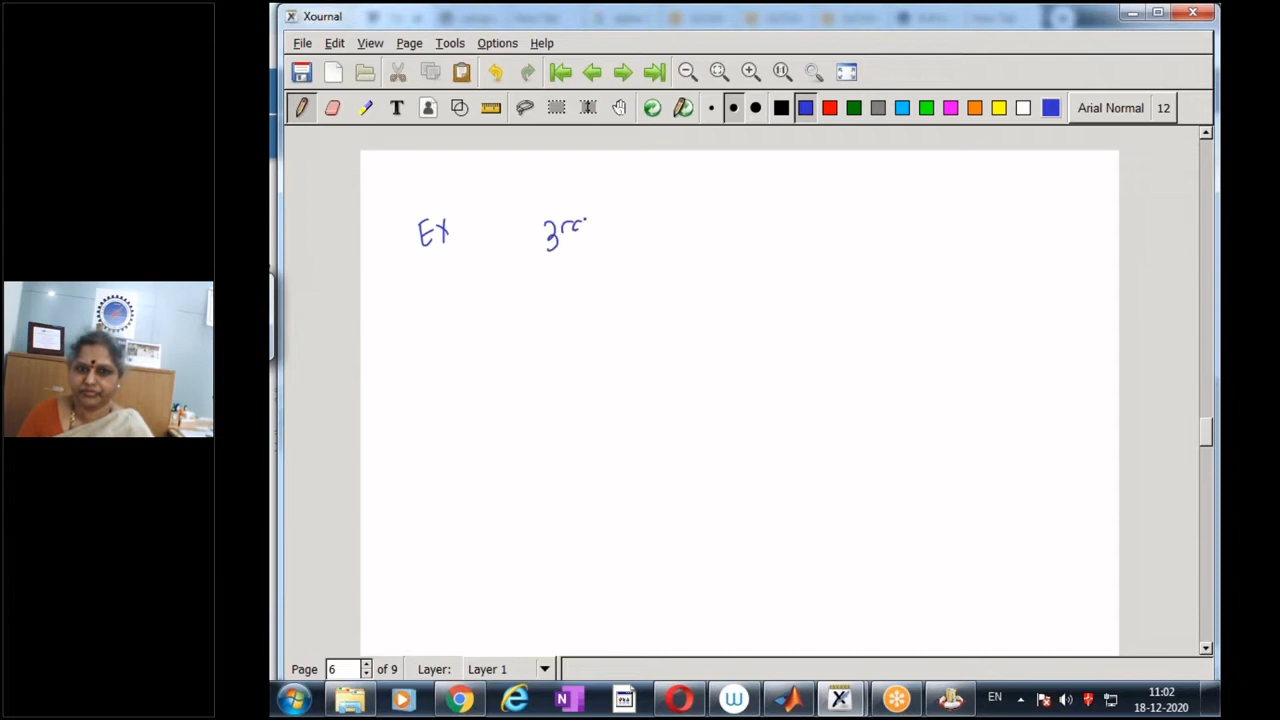 Xournal
File Edit View Page Tools Options Help
Arial Normal 12
Ex 3
Page 6 of 9 Layer: Layer 1
EN 11:02
18-12-2020